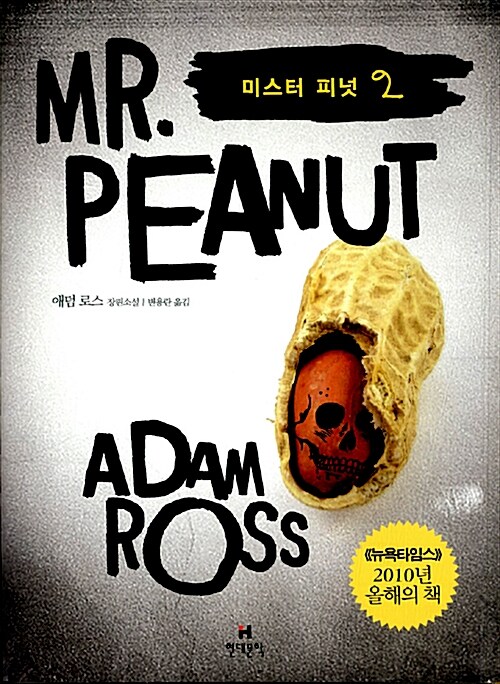 MR.
미스터 피넛 2
PEANUT
애덤 로스 장편소설 | 변용란 옮김
ADAM
ROSS
《뉴욕타임스》
2010년
올해의 책
현대문학